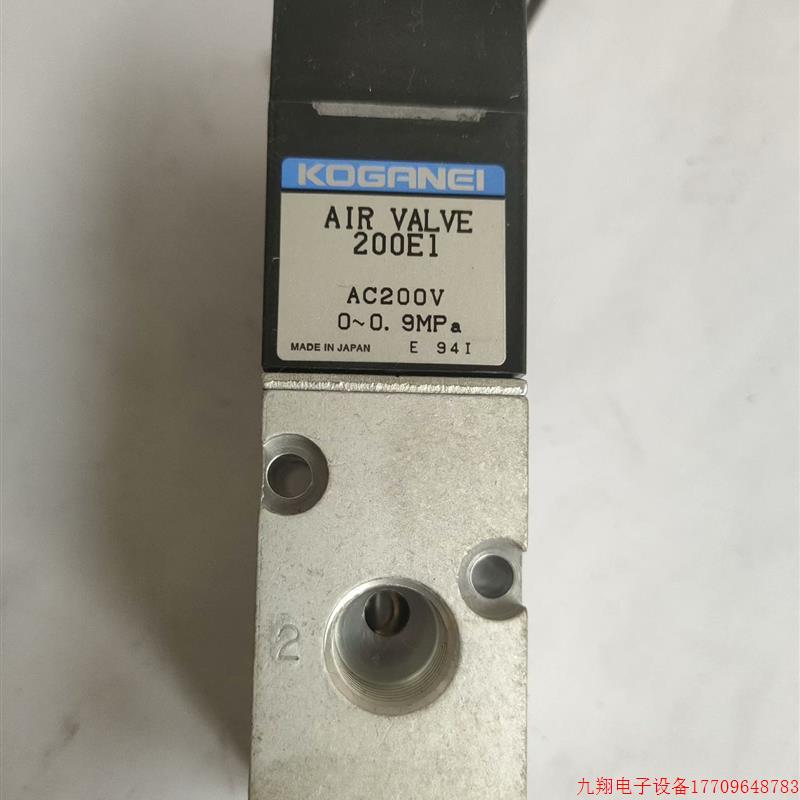 KOGANEI
AIR VALVE
200E1
AC200V
0~0.9MPa
MADE IN JAPAN E 94I
2
九翔电子设备17709648783